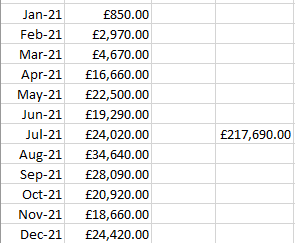 Jan-21 £850.00
Feb-21 £2,970.00
Mar-21 £4,670.00
Apr-21 £16,660.00
May-21 £22,500.00
Jun-21 £19,290.00
Jul-21 £24,020.00 £217,690.00
Aug-21 £34,640.00
Sep-21 £28,090.00
Oct-21 £20,920.00
Nov-21 £18,660.00
Dec-21 £24,420.00